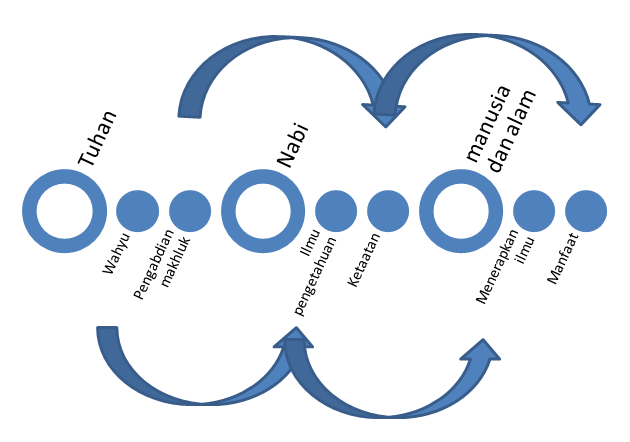 Tuhan
Wahyu
Pengabdian
makhluk
Nabi
Ilmu
pengetahuan
Ketaatan
manusia
dan alam
Menerapkan
ilmu
Manfaat